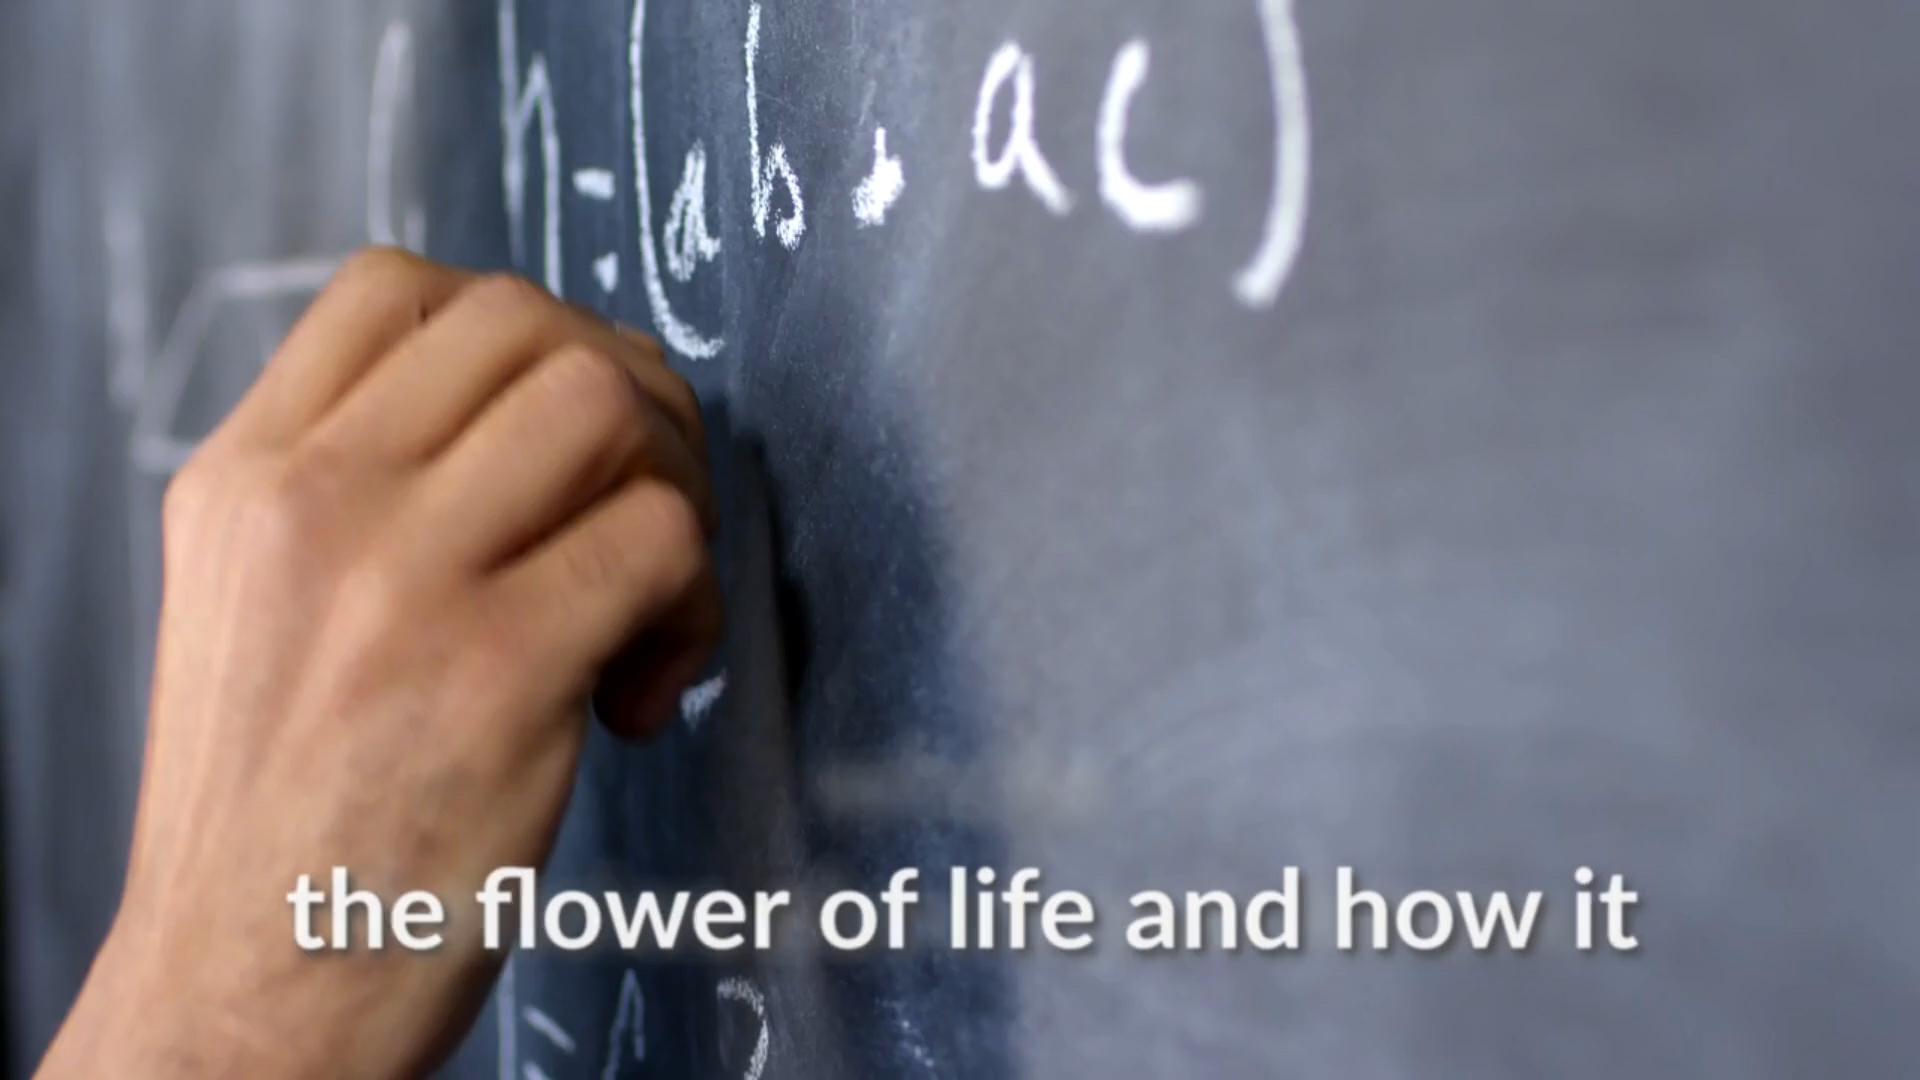 h = (ab, ac)
the flower of life and how it